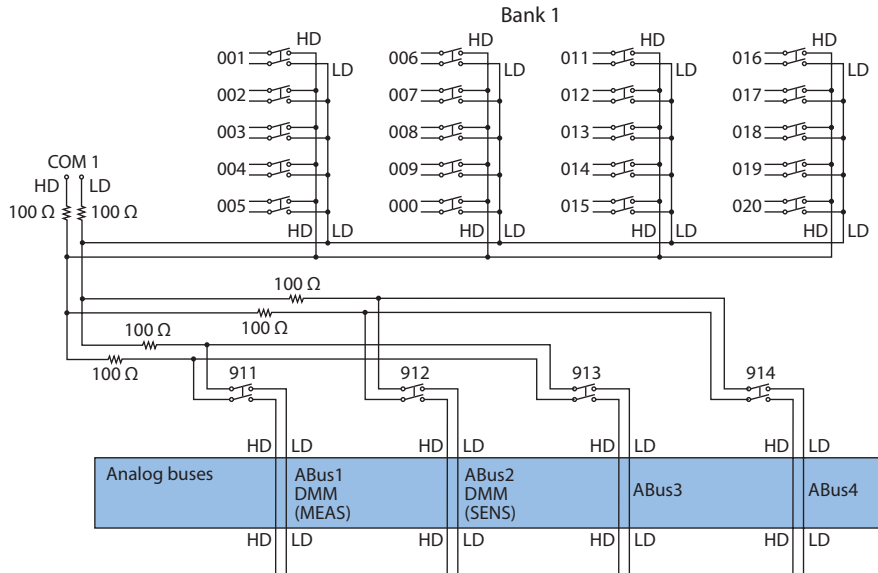 Bank 1
HD HD HD HD
001 LD 006 LD 011 LD 016 LD
002 007 012 017
003 008 013 018
COM 1
004 009 014 019
HD LD
100 Ω 100 Ω 005 000 015 020
HD LD HD LD HD LD HD LD
100 Ω
100 Ω
100 Ω
100 Ω
911 912 913 914
HD LD HD LD HD LD HD LD
Analog buses ABus1 ABus2 ABus3 ABus4
DMM DMM
(MEAS) (SENS)
HD LD HD LD HD LD HD LD